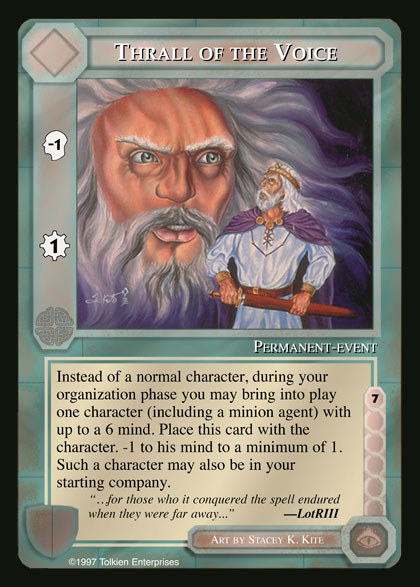 THRALL OF THE VOICE
-1
1
PERMANENT-EVENT
Instead of a normal character, during your
organization phase you may bring into play
one character (including a minion agent) with
up to a 6 mind. Place this card with the
character. -1 to his mind to a minimum of 1.
Such a character may also be in your
starting company.
7
“…for those who it conquered the spell endured
when they were far away...” —LotRIII
ART BY STACEY K. KITE
©1997 Tolkien Enterprises